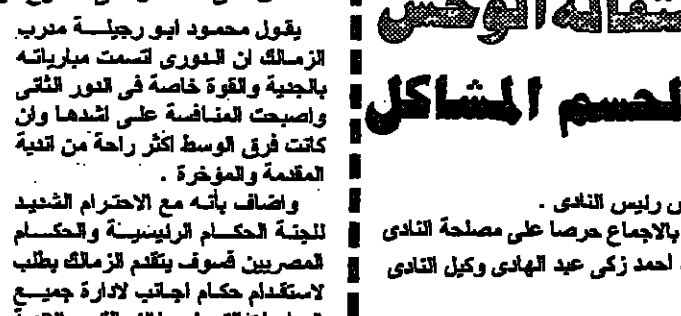 يقول محمود ابو رجيلة مدرب
الزمالك ان الدورى اتسمت مبارياته
بالجدية والقوة خاصة فى الدور الثانى
واصبحت المنافسة على اشدها وان
كانت فرق الوسط اكثر راحة من اندية
المقدمة والمؤخرة .
واضاف بأنه مع الاحترام الشديد
للجنة الحكام الرئيسية والحكام
المصريين فسوف يتقدم الزمالك بطلب
لاستقدام حكام اجانب لادارة جميع
لحسم المشاكل
رئيس النادى .
بالاجماع حرصا على مصلحة النادى
احمد زكى عبد الهادى وكيل النادى